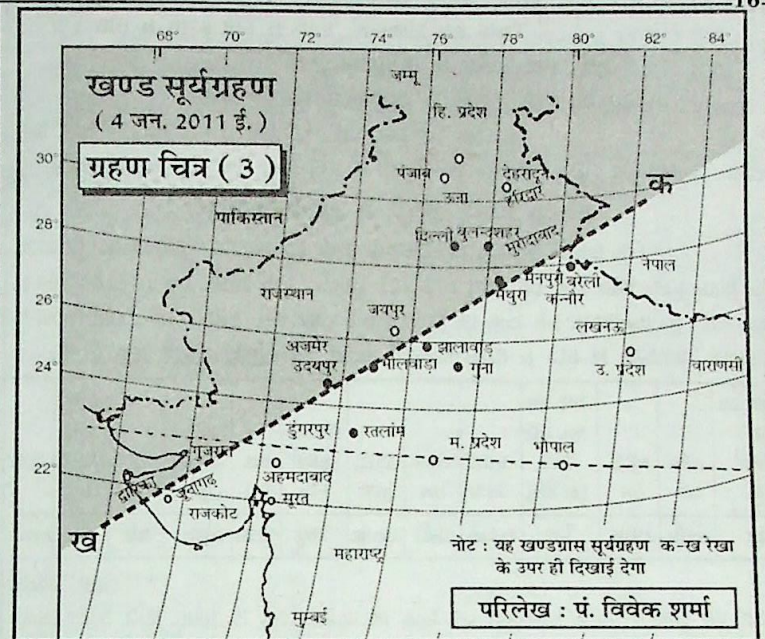 68° 70° 72° 74° 76° 78° 80° 82° 84°
खण्ड सूर्यग्रहण
( 4 जन. 2011 ई. )
ग्रहण चित्र ( 3 )
जम्मू
हि. प्रदेश
30°
पंजाब
देहरादून
हरिद्वार
ऊना
क
28°
पाकिस्तान
दिल्ली बुलन्दशहर
मुरादाबाद
नेपाल
राजस्थान
मथुरा
मैनपुरी बरेली
कन्नौर
26°
जयपुर
लखनऊ
अजमेर
झालावाड़
24°
उदयपुर
भीलवाड़ा
गुना
उ. प्रदेश
वाराणसी
डुंगरपुर
रतलाम
म. प्रदेश
भोपाल
गुजरात
22°
अहमदाबाद
द्वारिका
जुनागढ़
सूरत
राजकोट
ख
महाराष्ट्र
नोट : यह खण्डग्रास सूर्यग्रहण क-ख रेखा
के उपर ही दिखाई देगा
परिलेख : पं. विवेक शर्मा
मुम्बई